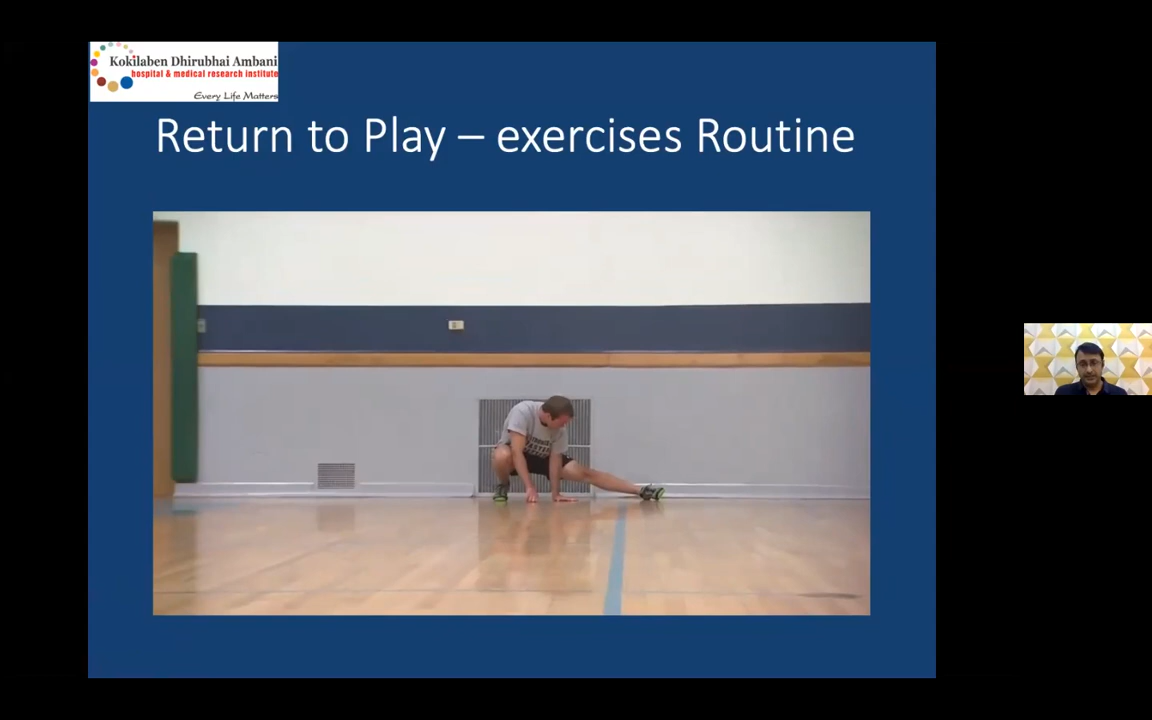 Kokilaben Dhirubhai Ambani
hospital & medical research institute
Every Life Matters
Return to Play – exercises Routine